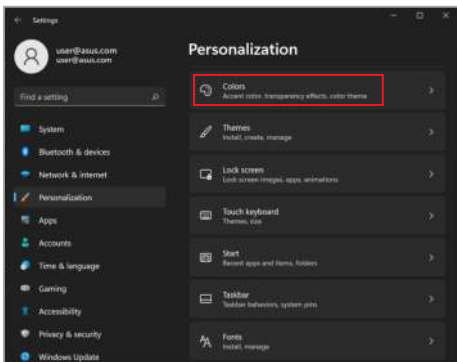 Settings
user@asus.com
user@asus.com
Find a setting
System
Bluetooth & devices
Network & internet
Personalization
Apps
Accounts
Time & language
Gaming
Accessibility
Privacy & security
Windows Update
Personalization
Colors
Accent color, transparency effects, color theme
Themes
Install, create, manage
Lock screen
Lock screen images, apps, animations
Touch keyboard
Themes, size
Start
Recent apps and items, folders
Taskbar
Taskbar behaviors, system pins
Fonts
Install, manage